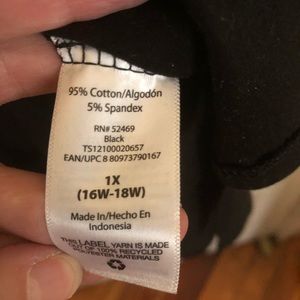 95% Cotton/Algodón
5% Spandex
RN# 52469
Black
TS12100020657
EAN/UPC 8 80973790167
1X
(16W-18W)
Made In/Hecho En
Indonesia
THIS LABEL YARN IS MADE
OUT OF 100% RECYCLED
POLYESTER MATERIALS